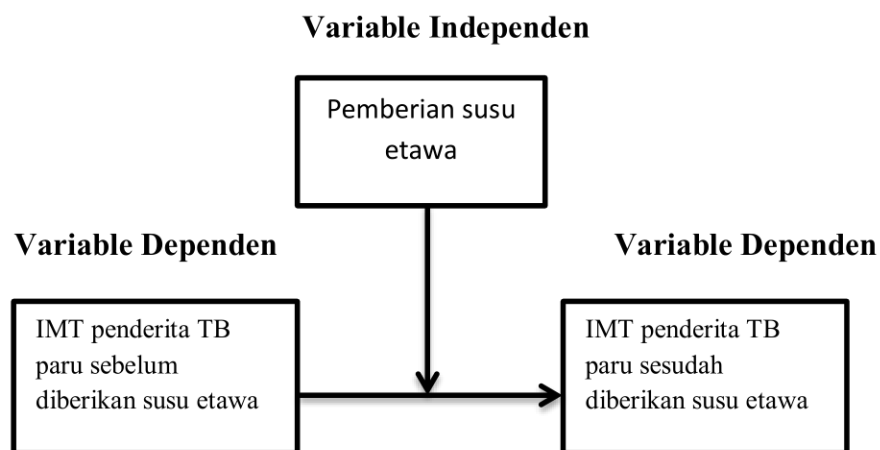 Variable Independen
Pemberian susu
etawa
Variable Dependen
Variable Dependen
IMT penderita TB
paru sebelum
diberikan susu etawa
IMT penderita TB
paru sesudah
diberikan susu etawa